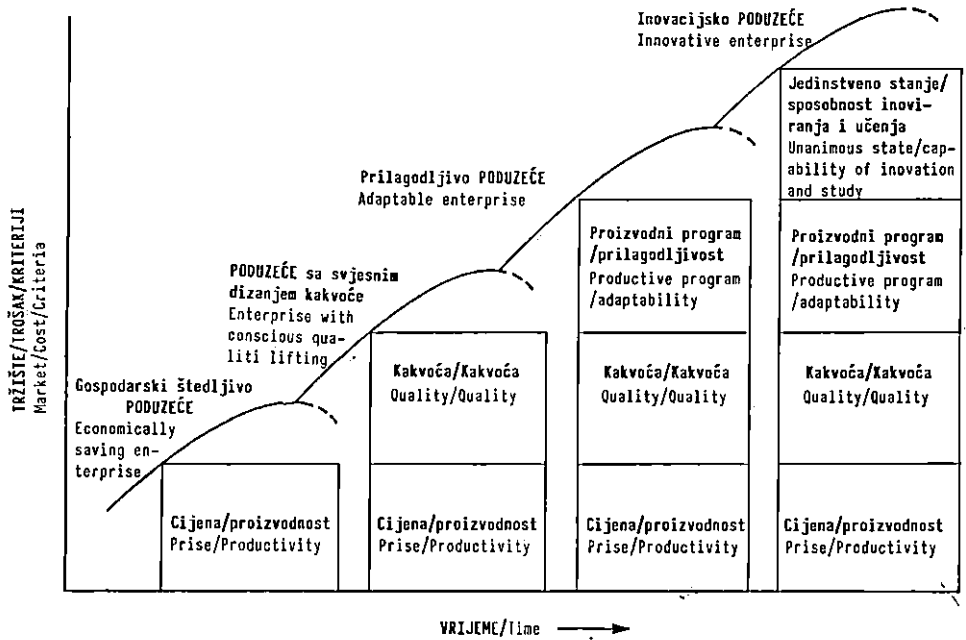 Inovacijsko PODUZEĆE
Innovative enterprise
Jedinstveno stanje/
sposobnost inovi-
ranja i učenja
Unanimous state/cap-
ability of inovation
and study
Prilagodljivo PODUZEĆE
Adaptable enterprise
Proizvodni program
/prilagodljivost
Productive program
/adaptability
Proizvodni program
/prilagodljivost
Productive program
/adaptability
PODUZEĆE sa svjesnim
dizanjem kakvoće
Enterprise with
conscious qua-
liti lifting
Kakvoća/Kakvoća
Quality/Quality
Kakvoća/Kakvoća
Quality/Quality
Kakvoća/Kakvoća
Quality/Quality
Gospodarski štedljivo
PODUZEĆE
Economically
saving en-
terprise
Cijena/proizvodnost
Prise/Productivity
Cijena/proizvodnost
Prise/Productivity
Cijena/proizvodnost
Prise/Productivity
Cijena/proizvodnost
Prise/Productivity
TRŽIŠTE/TROŠAK/KRITERIJI
Market/Cost/Criteria
VRIJEME/Time